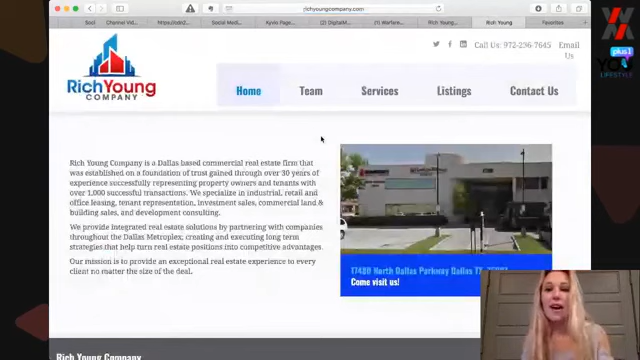 richyoungcompany.com
Social Media...
Kyvin Page...
(2) DigitalM...
(1) Warfare...
Rich Young...
Rich Young
Favorites
Call Us: 972-236-7645
Email Us
RichYoung
COMPANY
Home
Team
Services
Listings
Contact Us
plus1
YOU
LIFESTYLE
Rich Young Company is a Dallas based commercial real estate firm that
was established on a foundation of trust gained through over 30 years of
experience successfully representing property owners and tenants with
over 1,000 successful transactions. We specialize in industrial, retail and
office leasing, tenant representation, investment sales, commercial land &
building sales, and development consulting.
We provide integrated real estate solutions by partnering with companies
throughout the Dallas Metroplex; creating and executing long term
strategies that help turn real estate positions into competitive advantages.
Our mission is to provide an exceptional real estate experience to every
client no matter the size of the deal.
17480 North Dallas Parkway Dallas TX
Come visit us!
Rich Young Company